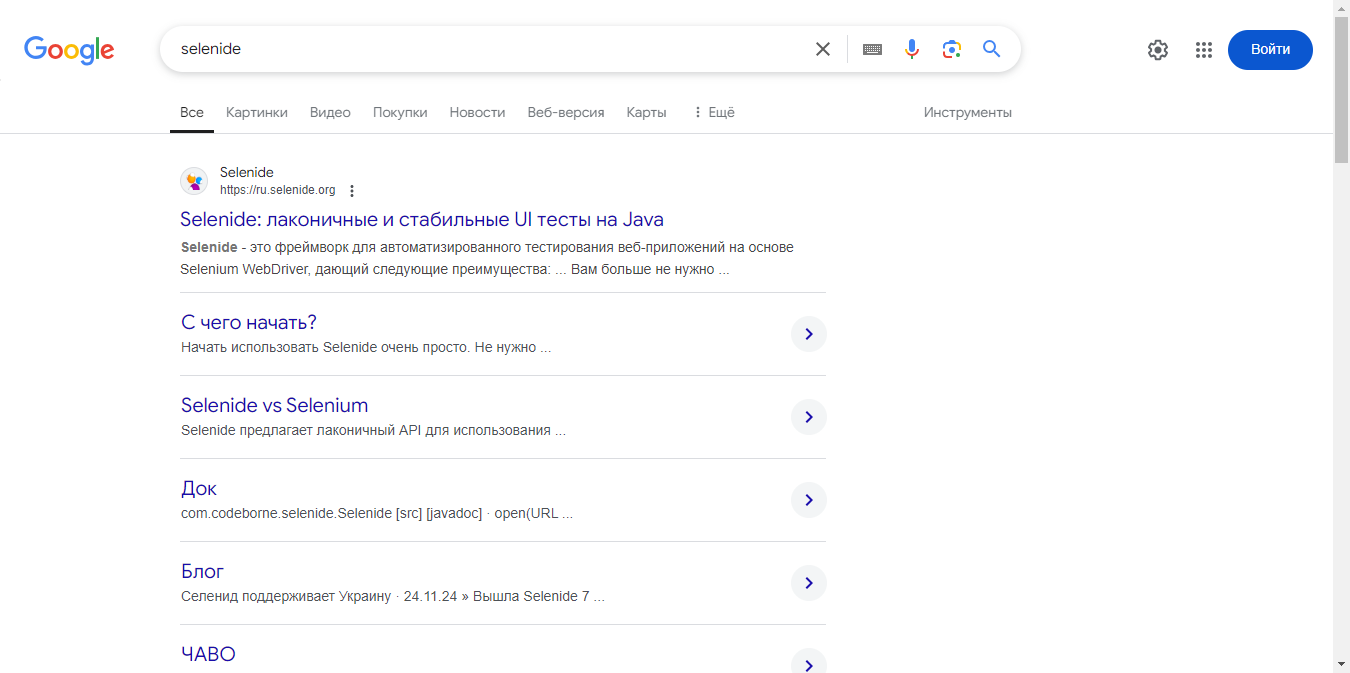 Google
selenide
Войти
Все Картинки Видео Покупки Новости Веб-версия Карты Ещё Инструменты
Selenide
https://ru.selenide.org
Selenide: лаконичные и стабильные UI тесты на Java
Selenide - это фреймворк для автоматизированного тестирования веб-приложений на основе
Selenium WebDriver, дающий следующие преимущества: ... Вам больше не нужно ...
С чего начать?
Начать использовать Selenide очень просто. Не нужно ...
Selenide vs Selenium
Selenide предлагает лаконичный API для использования ...
Док
com.codeborne.selenide.Selenide [src] [javadoc] · open(URL ...
Блог
Селенид поддерживает Украину · 24.11.24 » Вышла Selenide 7 ...
ЧАВО